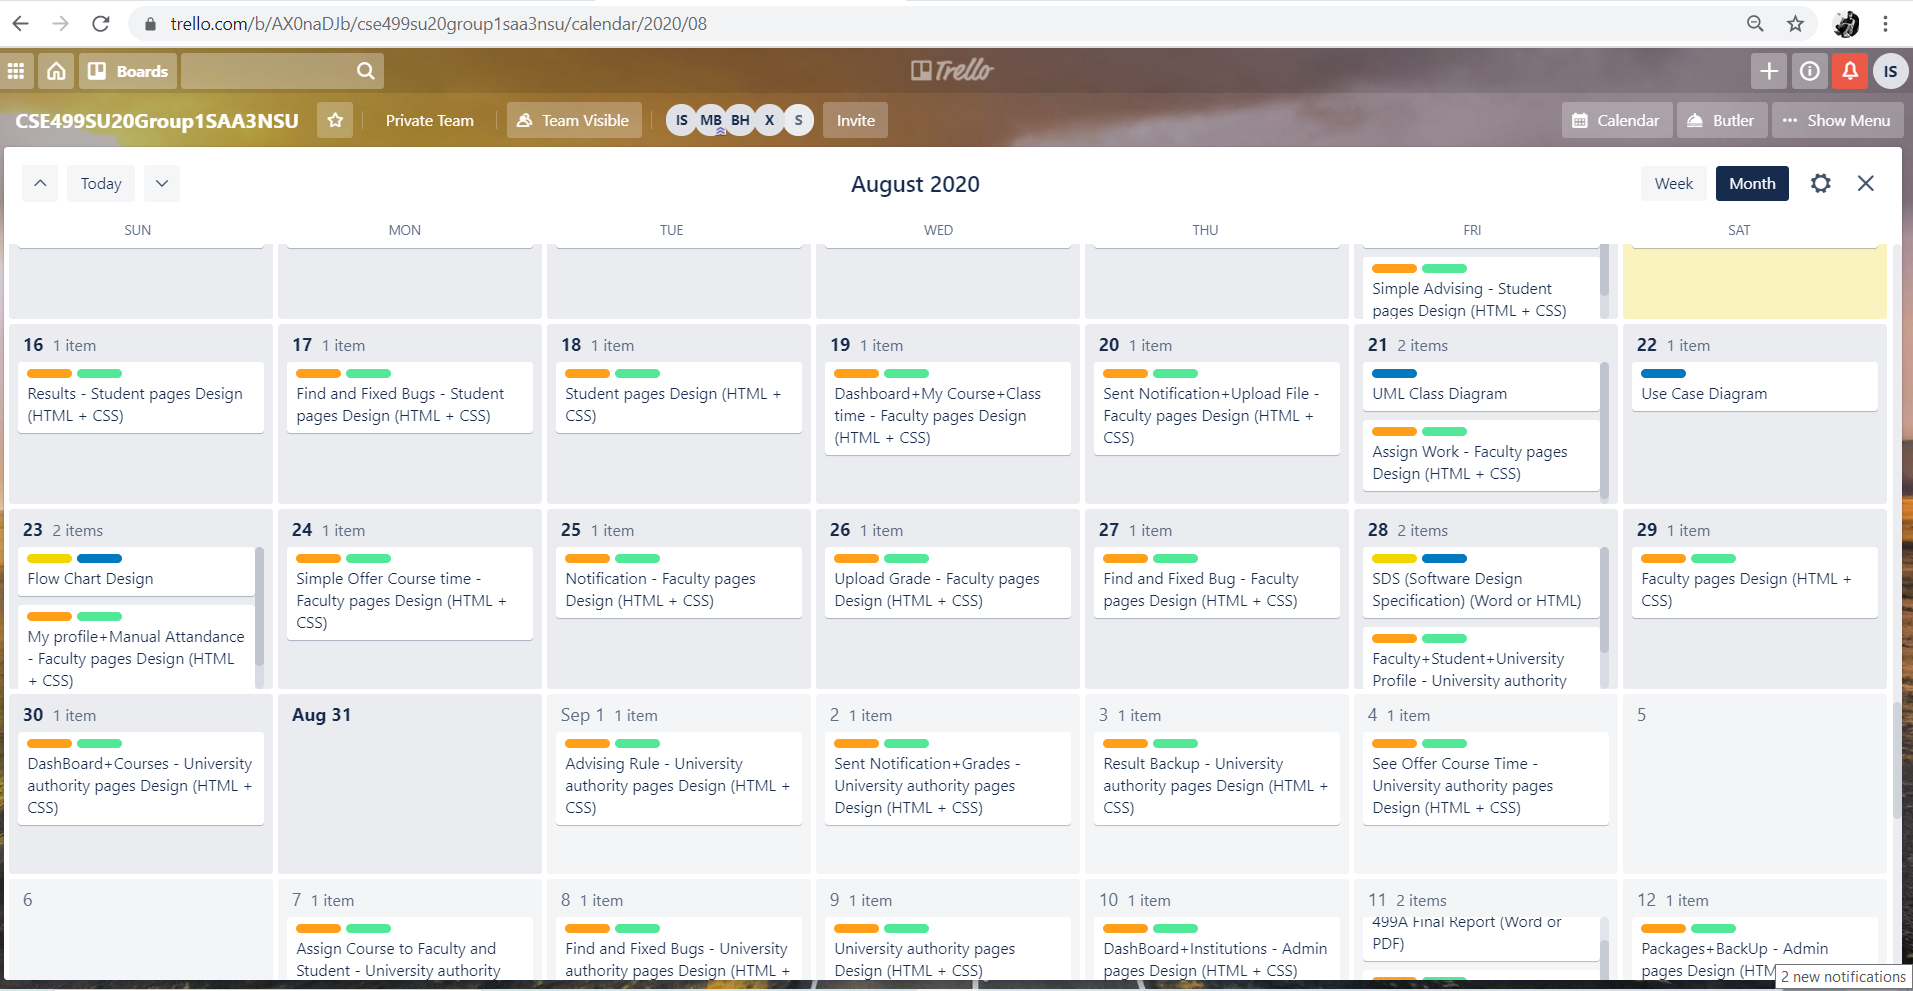 trello.com/b/AX0naDJb/cse499su20group1saa3nsu/calendar/2020/08
Boards
Trello
IS
CSE499SU20Group1SAA3NSU
Private Team
Team Visible
IS MB BH X S
Invite
Calendar
Butler
Show Menu
Today
August 2020
Week
Month
SUN MON TUE WED THU FRI SAT
Simple Advising - Student
pages Design (HTML + CSS)
16 1 item
Results - Student pages Design
(HTML + CSS)
17 1 item
Find and Fixed Bugs - Student
pages Design (HTML + CSS)
18 1 item
Student pages Design (HTML +
CSS)
19 1 item
Dashboard+My Course+Class
time - Faculty pages Design
(HTML + CSS)
20 1 item
Sent Notification+Upload File -
Faculty pages Design (HTML +
CSS)
21 2 items
UML Class Diagram
Assign Work - Faculty pages
Design (HTML + CSS)
22 1 item
Use Case Diagram
23 2 items
Flow Chart Design
My profile+Manual Attandance
- Faculty pages Design (HTML
+ CSS)
24 1 item
Simple Offer Course time -
Faculty pages Design (HTML +
CSS)
25 1 item
Notification - Faculty pages
Design (HTML + CSS)
26 1 item
Upload Grade - Faculty pages
Design (HTML + CSS)
27 1 item
Find and Fixed Bug - Faculty
pages Design (HTML + CSS)
28 2 items
SDS (Software Design
Specification) (Word or HTML)
Faculty+Student+University
Profile - University authority
29 1 item
Faculty pages Design (HTML +
CSS)
30 1 item
DashBoard+Courses - University
authority pages Design (HTML +
CSS)
Aug 31
Sep 1 1 item
Advising Rule - University
authority pages Design (HTML +
CSS)
2 1 item
Sent Notification+Grades -
University authority pages
Design (HTML + CSS)
3 1 item
Result Backup - University
authority pages Design (HTML +
CSS)
4 1 item
See Offer Course Time -
University authority pages
Design (HTML + CSS)
5
6
7 1 item
Assign Course to Faculty and
Student - University authority
8 1 item
Find and Fixed Bugs - University
authority pages Design (HTML +
9 1 item
University authority pages
Design (HTML + CSS)
10 1 item
DashBoard+Institutions - Admin
pages Design (HTML + CSS)
11 2 items
499A Final Report (Word or
PDF)
12 1 item
Packages+BackUp - Admin
pages Design (HTM
2 new notifications